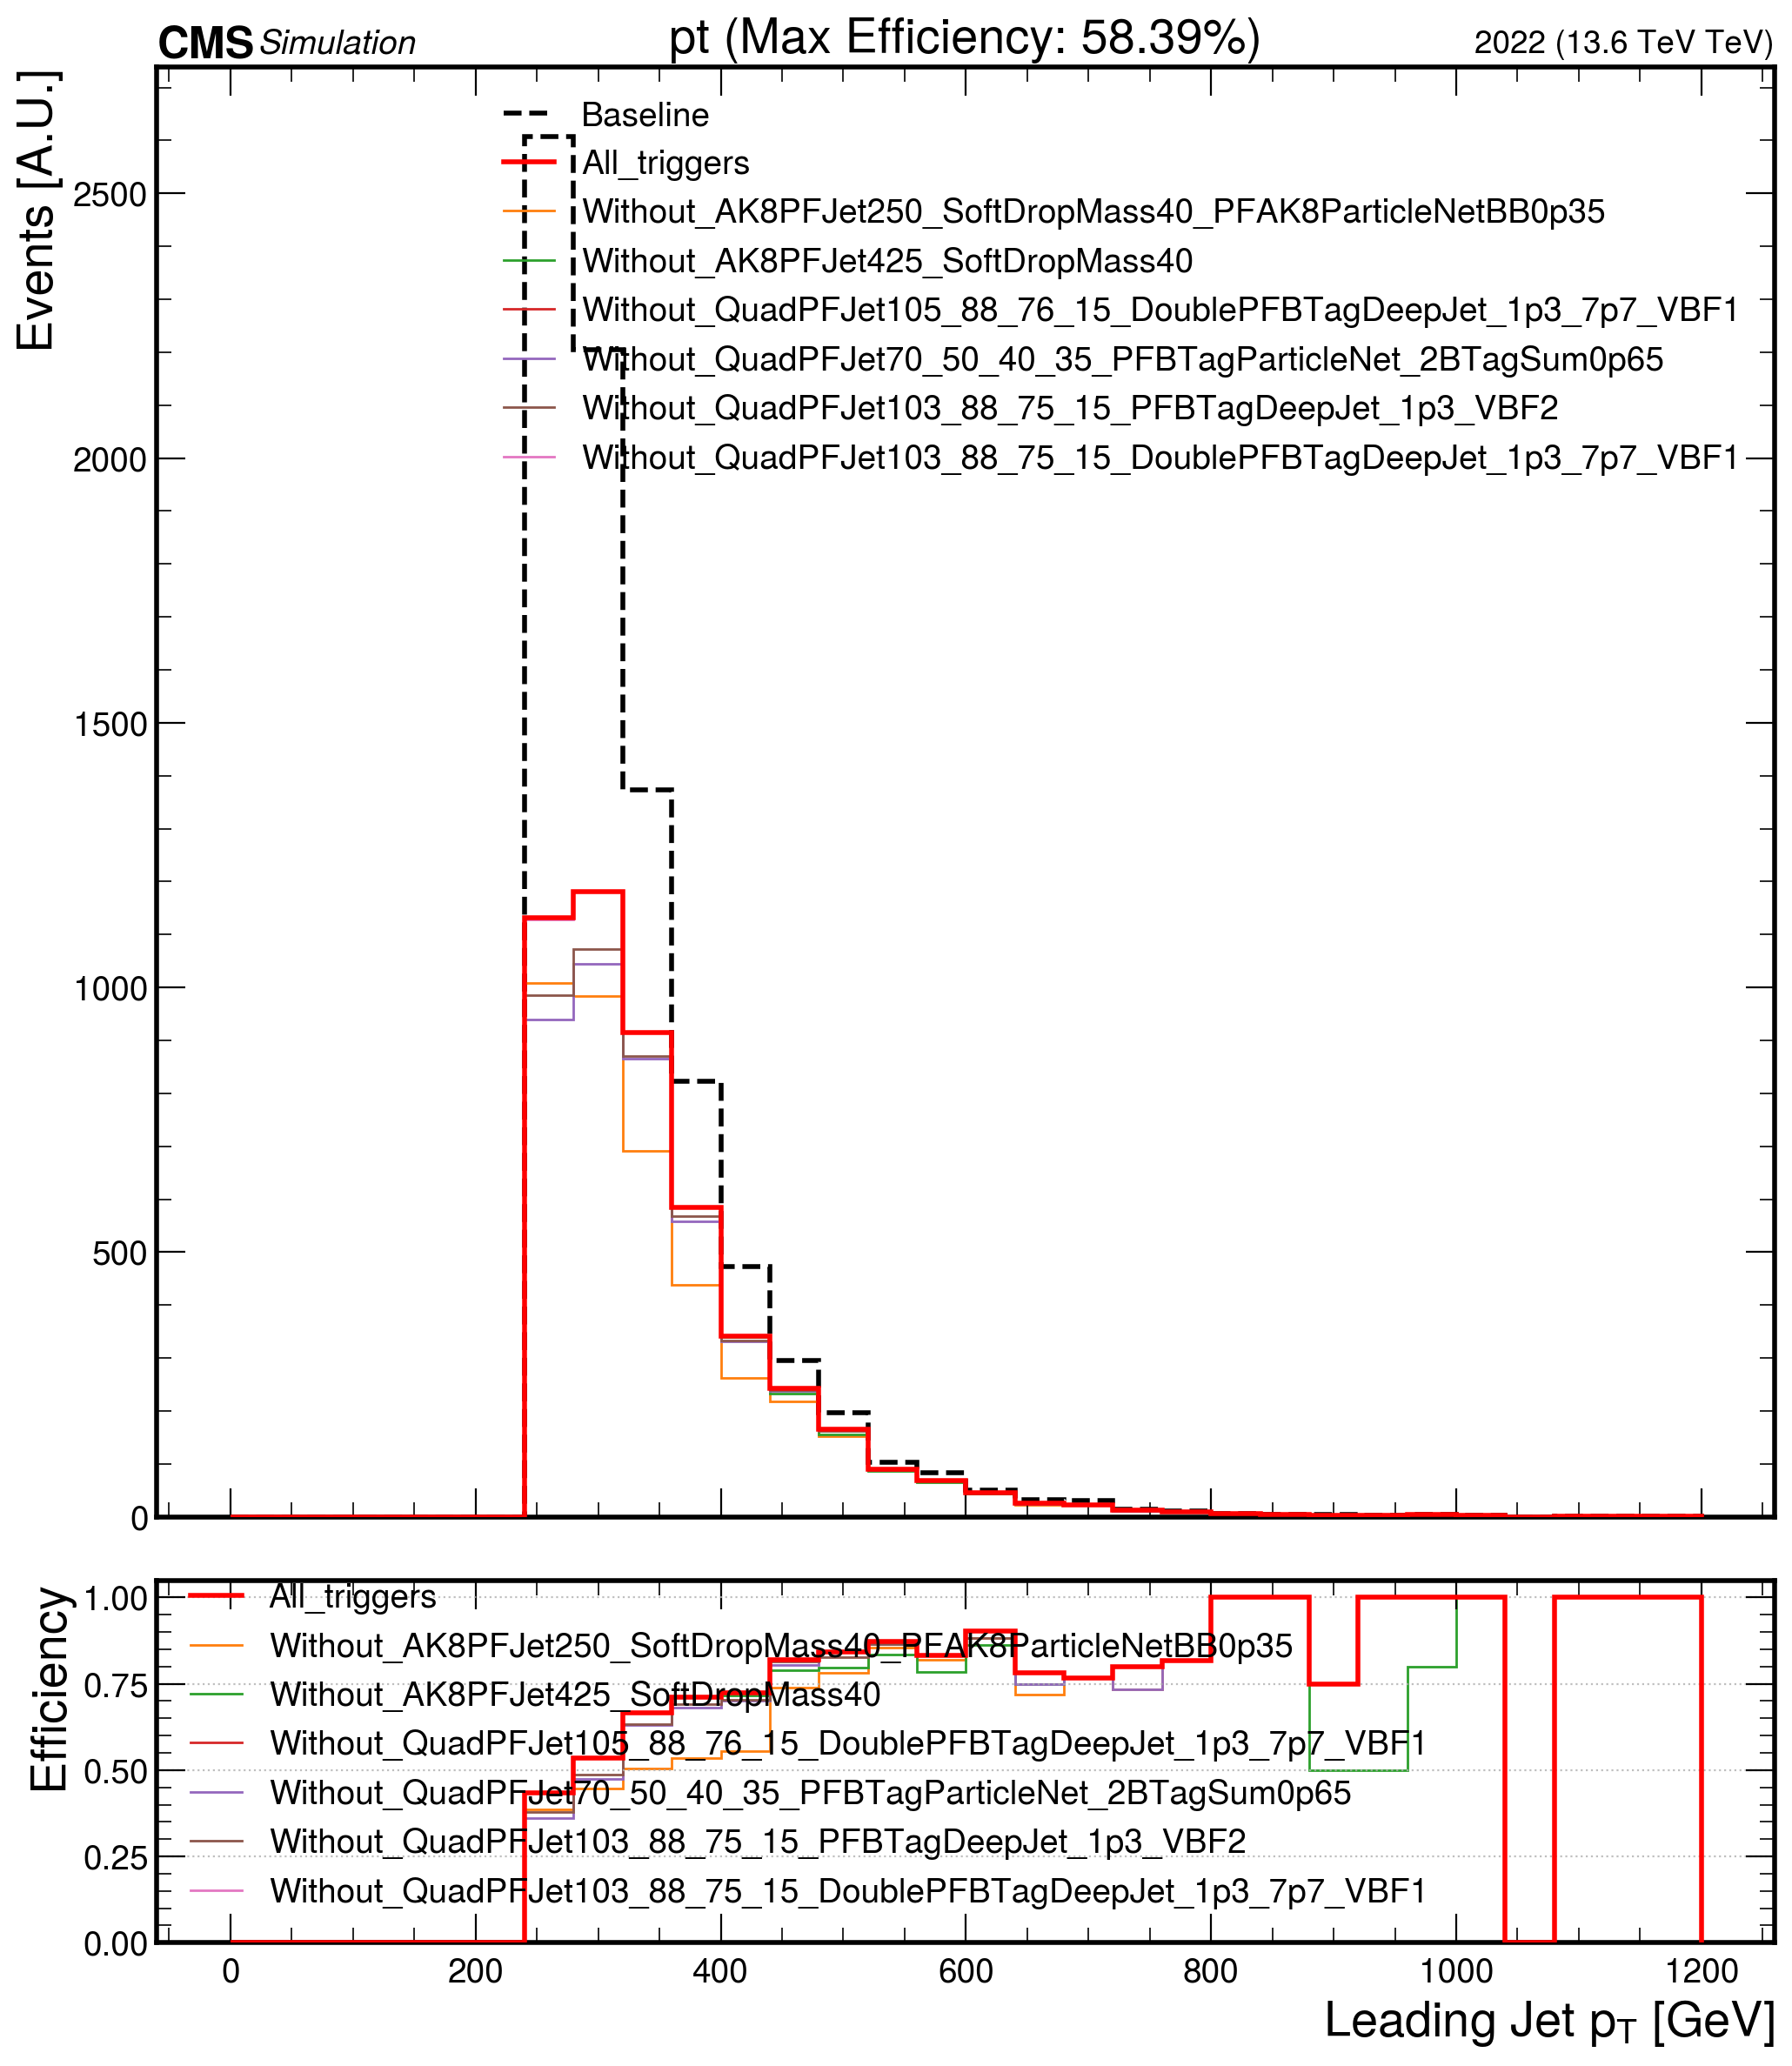 CMS Simulation pt (Max Efficiency: 58.39%) 2022 (13.6 TeV TeV)
Events [A.U.]
2500
2000
1500
1000
500
0
Baseline
All_triggers
Without_AK8PFJet250_SoftDropMass40_PFAK8ParticleNetBB0p35
Without_AK8PFJet425_SoftDropMass40
Without_QuadPFJet105_88_76_15_DoublePFBTagDeepJet_1p3_7p7_VBF1
Without_QuadPFJet70_50_40_35_PFBTagParticleNet_2BTagSum0p65
Without_QuadPFJet103_88_75_15_PFBTagDeepJet_1p3_VBF2
Without_QuadPFJet103_88_75_15_DoublePFBTagDeepJet_1p3_7p7_VBF1
Efficiency
1.00
0.75
0.50
0.25
0.00
All_triggers
Without_AK8PFJet250_SoftDropMass40_PFAK8ParticleNetBB0p35
Without_AK8PFJet425_SoftDropMass40
Without_QuadPFJet105_88_76_15_DoublePFBTagDeepJet_1p3_7p7_VBF1
Without_QuadPFJet70_50_40_35_PFBTagParticleNet_2BTagSum0p65
Without_QuadPFJet103_88_75_15_PFBTagDeepJet_1p3_VBF2
Without_QuadPFJet103_88_75_15_DoublePFBTagDeepJet_1p3_7p7_VBF1
0 200 400 600 800 1000 1200
Leading Jet pT [GeV]